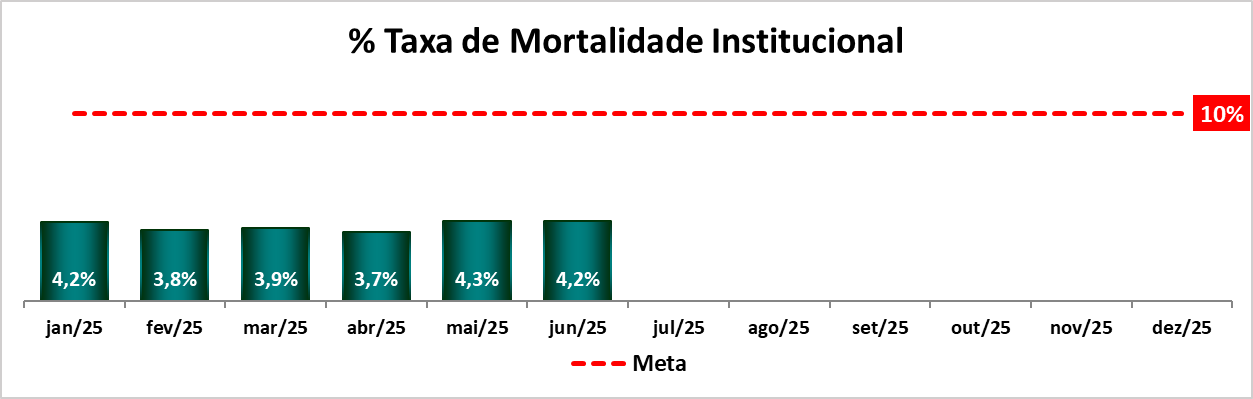 % Taxa de Mortalidade Institucional
10%
4,2% 3,8% 3,9% 3,7% 4,3% 4,2%
jan/25 fev/25 mar/25 abr/25 mai/25 jun/25 jul/25 ago/25 set/25 out/25 nov/25 dez/25
Meta